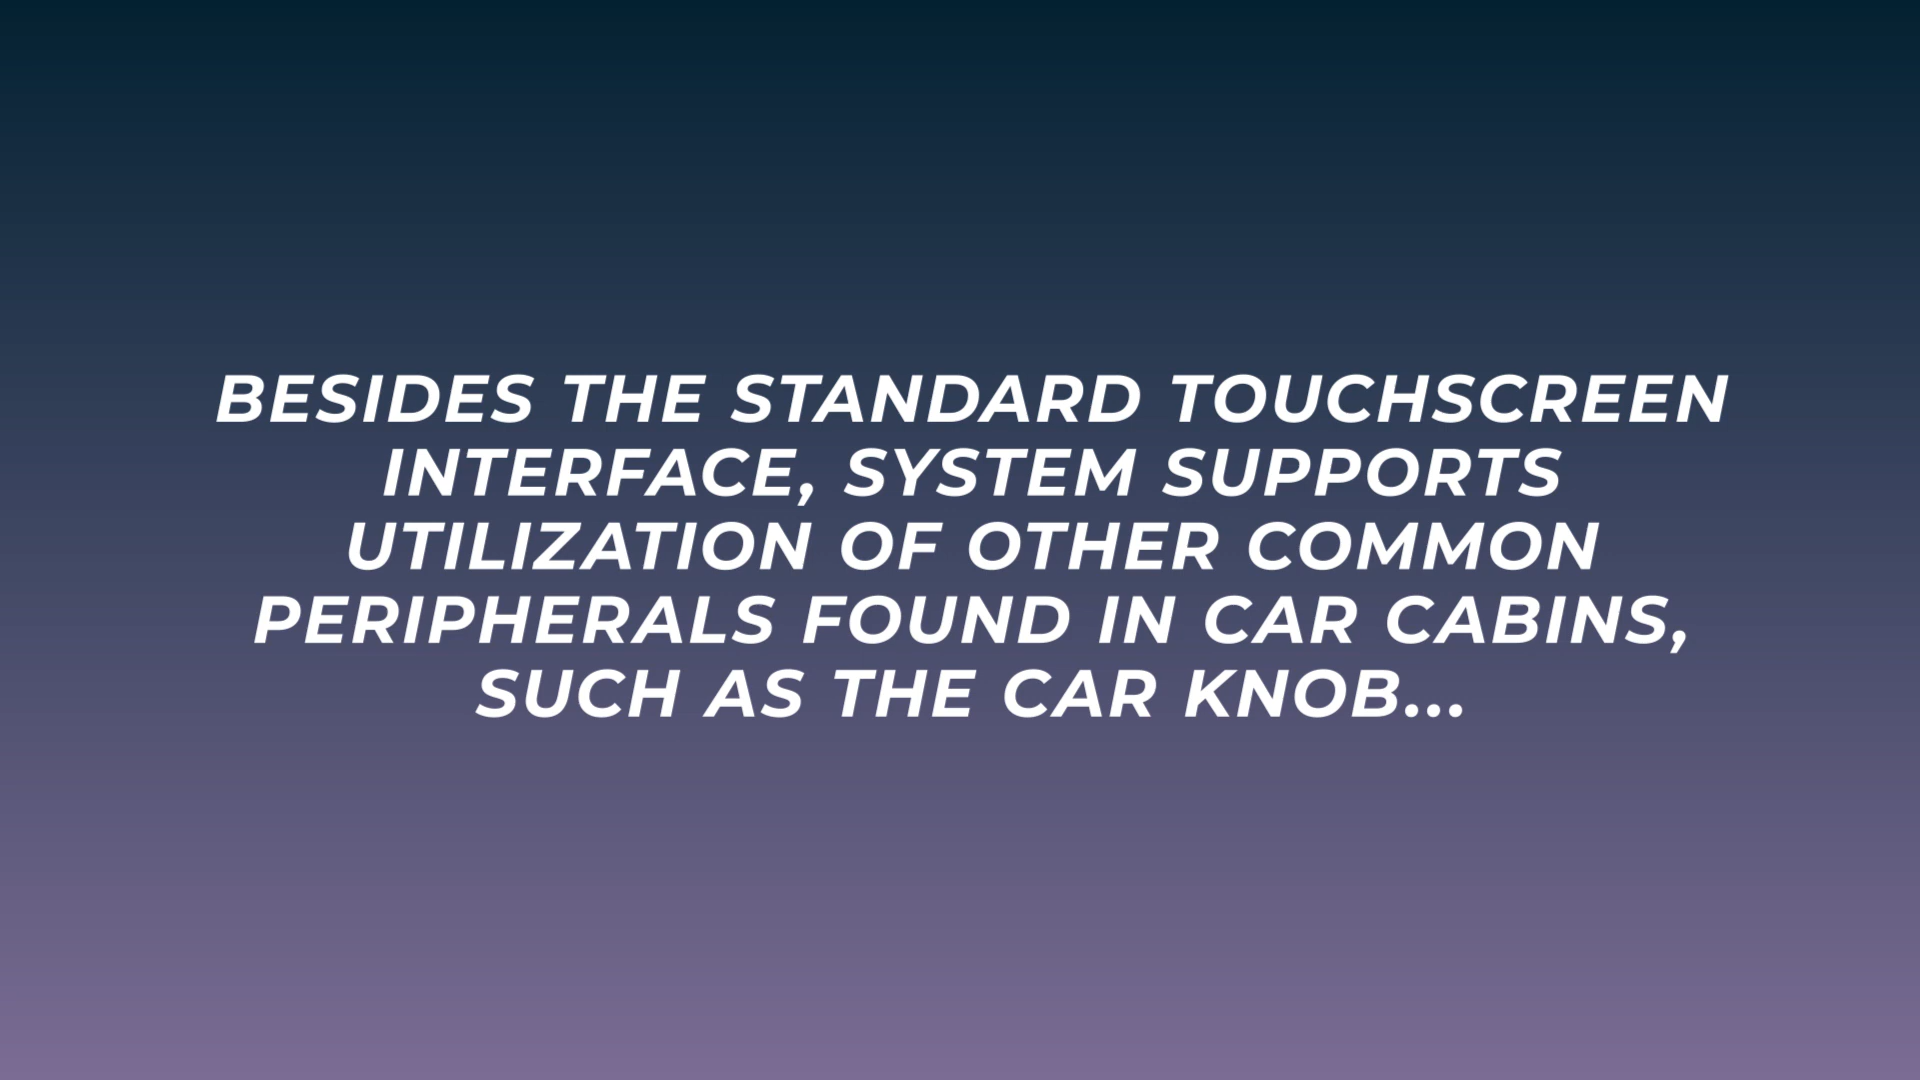 BESIDES THE STANDARD TOUCHSCREEN
INTERFACE, SYSTEM SUPPORTS
UTILIZATION OF OTHER COMMON
PERIPHERALS FOUND IN CAR CABINS,
SUCH AS THE CAR KNOB...